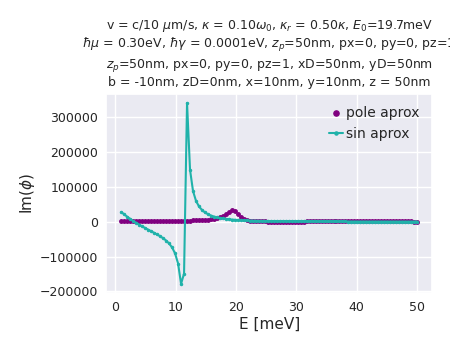 v = c/10 μm/s, κ = 0.10ω₀, κᵣ = 0.50κ, E₀=19.7meV
ħμ = 0.30eV, ħγ = 0.0001eV, zₚ=50nm, px=0, py=0, pz=1
zₚ=50nm, px=0, py=0, pz=1, xD=50nm, yD=50nm
b = -10nm, zD=0nm, x=10nm, y=10nm, z = 50nm
pole aprox
sin aprox
300000
200000
100000
0
−100000
−200000
Im(ϕ)
0 10 20 30 40 50
E [meV]